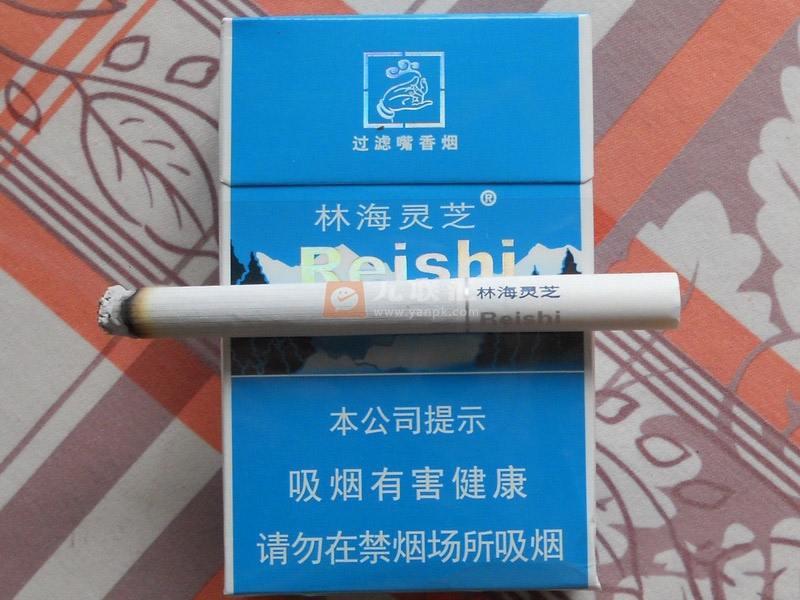 过滤嘴香烟
林海灵芝®
Reishi
林海灵芝
Reishi
www.yanpk.com
本公司提示
吸烟有害健康
请勿在禁烟场所吸烟